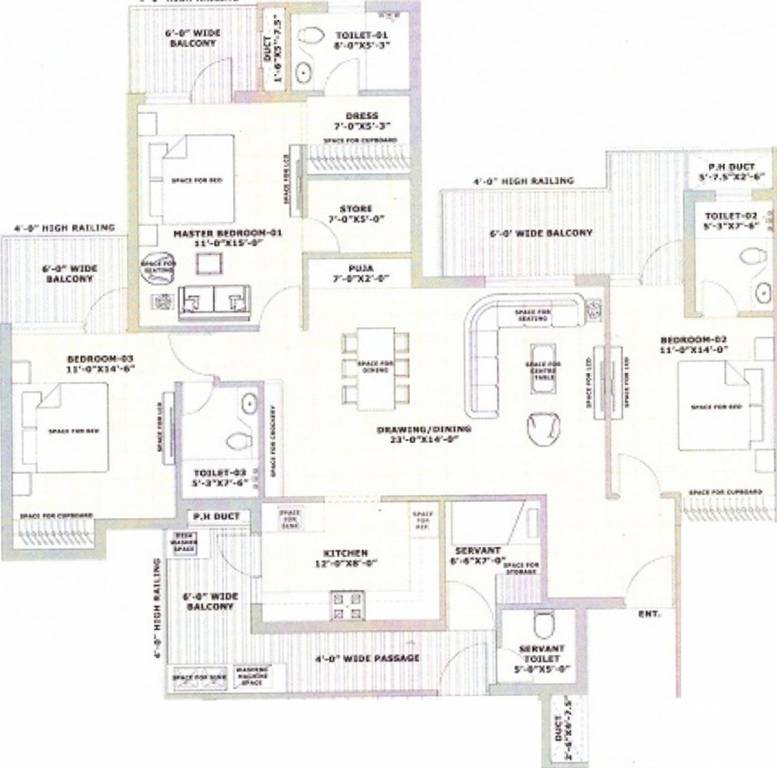 6'-0" WIDE
BALCONY
DUCT
1'-6"X5'-7.5"
TOILET-01
8'-0"X5'-3"
DRESS
7'-0"X5'-3"
SPACE FOR CUPBOARD
SPACE FOR BED
SPACE FOR LCD
STORE
7'-0"X5'-0"
MASTER BEDROOM-01
11'-0"X15'-0"
SPACE FOR
SEATING
PUJA
7'-0"X2'-0"
4'-0" HIGH RAILING
6'-0" WIDE
BALCONY
4'-0" HIGH RAILING
6'-0' WIDE BALCONY
P.H DUCT
5'-7.5"X2'-6"
TOILET-02
5'-3"X7'-6"
BEDROOM-03
11'-0"X14'-6"
SPACE FOR BED
SPACE FOR LCD
SPACE FOR CUPBOARD
TOILET-03
5'-3"X7'-6"
SPACE FOR CROCKERY
SPACE FOR
DINING
SPACE FOR
SEATING
SPACE FOR
CENTRE
TABLE
SPACE FOR LCD
SPACE FOR LCD
DRAWING/DINING
23'-0"X14'-0"
BEDROOM-02
11'-0"X14'-0"
SPACE FOR BED
SPACE FOR CUPBOARD
P.H DUCT
DISH
WASHER
SPACE
4'-0" HIGH RAILING
6'-0" WIDE
BALCONY
SPACE
FOR
SINK
SPACE
FOR
REF.
KITCHEN
12'-0"X8'-0"
SERVANT
6'-6"X7'-0"
SPACE FOR
STORAGE
ENT.
4'-0" WIDE PASSAGE
SPACE FOR SINK
WASHING
MACHINE
SPACE
SERVANT
TOILET
5'-0"X5'-0"
DUCT
2'-6"X4'-7.5"